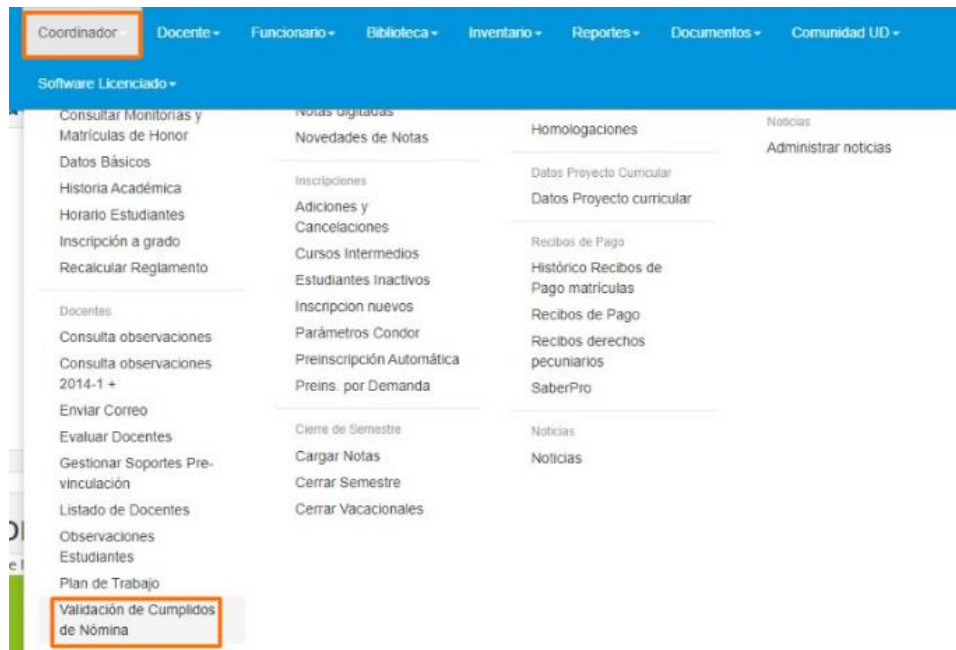 Coordinador
Docente
Funcionario
Biblioteca
Inventario
Reportes
Documentos
Comunidad UD
Software Licenciado
Consultar Monitorias y
Matrículas de Honor
Datos Básicos
Historia Académica
Horario Estudiantes
Inscripción a grado
Recalcular Reglamento
Docentes
Consulta observaciones
Consulta observaciones
2014-1 +
Enviar Correo
Evaluar Docentes
Gestionar Soportes Pre-
vinculación
Listado de Docentes
Observaciones
Estudiantes
Plan de Trabajo
Validación de Cumplidos
de Nómina
Notas digitadas
Novedades de Notas
Inscripciones
Adiciones y
Cancelaciones
Cursos Intermedios
Estudiantes Inactivos
Inscripcion nuevos
Parámetros Condor
Preinscripción Automática
Preins. por Demanda
Cierre de Semestre
Cargar Notas
Cerrar Semestre
Cerrar Vacacionales
Homologaciones
Datos Proyecto Curricular
Datos Proyecto curricular
Recibos de Pago
Histórico Recibos de
Pago matrículas
Recibos de Pago
Recibos derechos
pecuniarios
SaberPro
Noticias
Noticias
Noticias
Administrar noticias